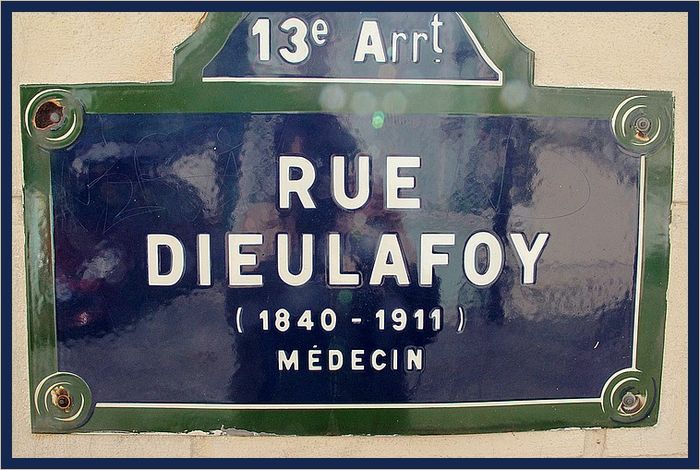 13e Arrt
RUE
DIEULAFOY
( 1840 - 1911 )
MÉDECIN